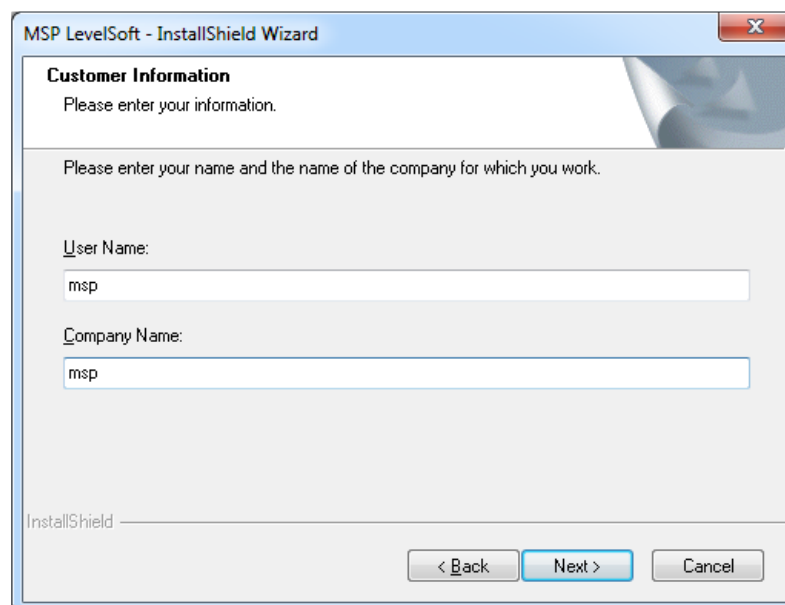 MSP LevelSoft - InstallShield Wizard
Customer Information
Please enter your information.
Please enter your name and the name of the company for which you work.
User Name:
msp
Company Name:
msp
InstallShield
< Back Next > Cancel